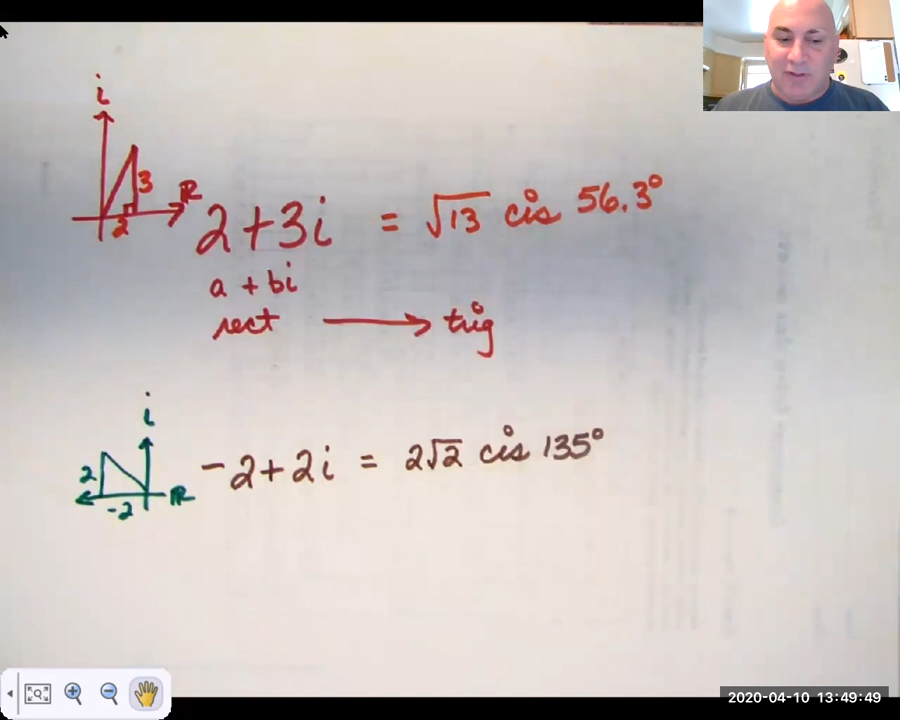 i
3
R
2
2+3i = √13 cis 56.3°
a + bi
rect → trig
i
2
-2
R
-2+2i = 2√2 cis 135°
2020-04-10 13:49:49